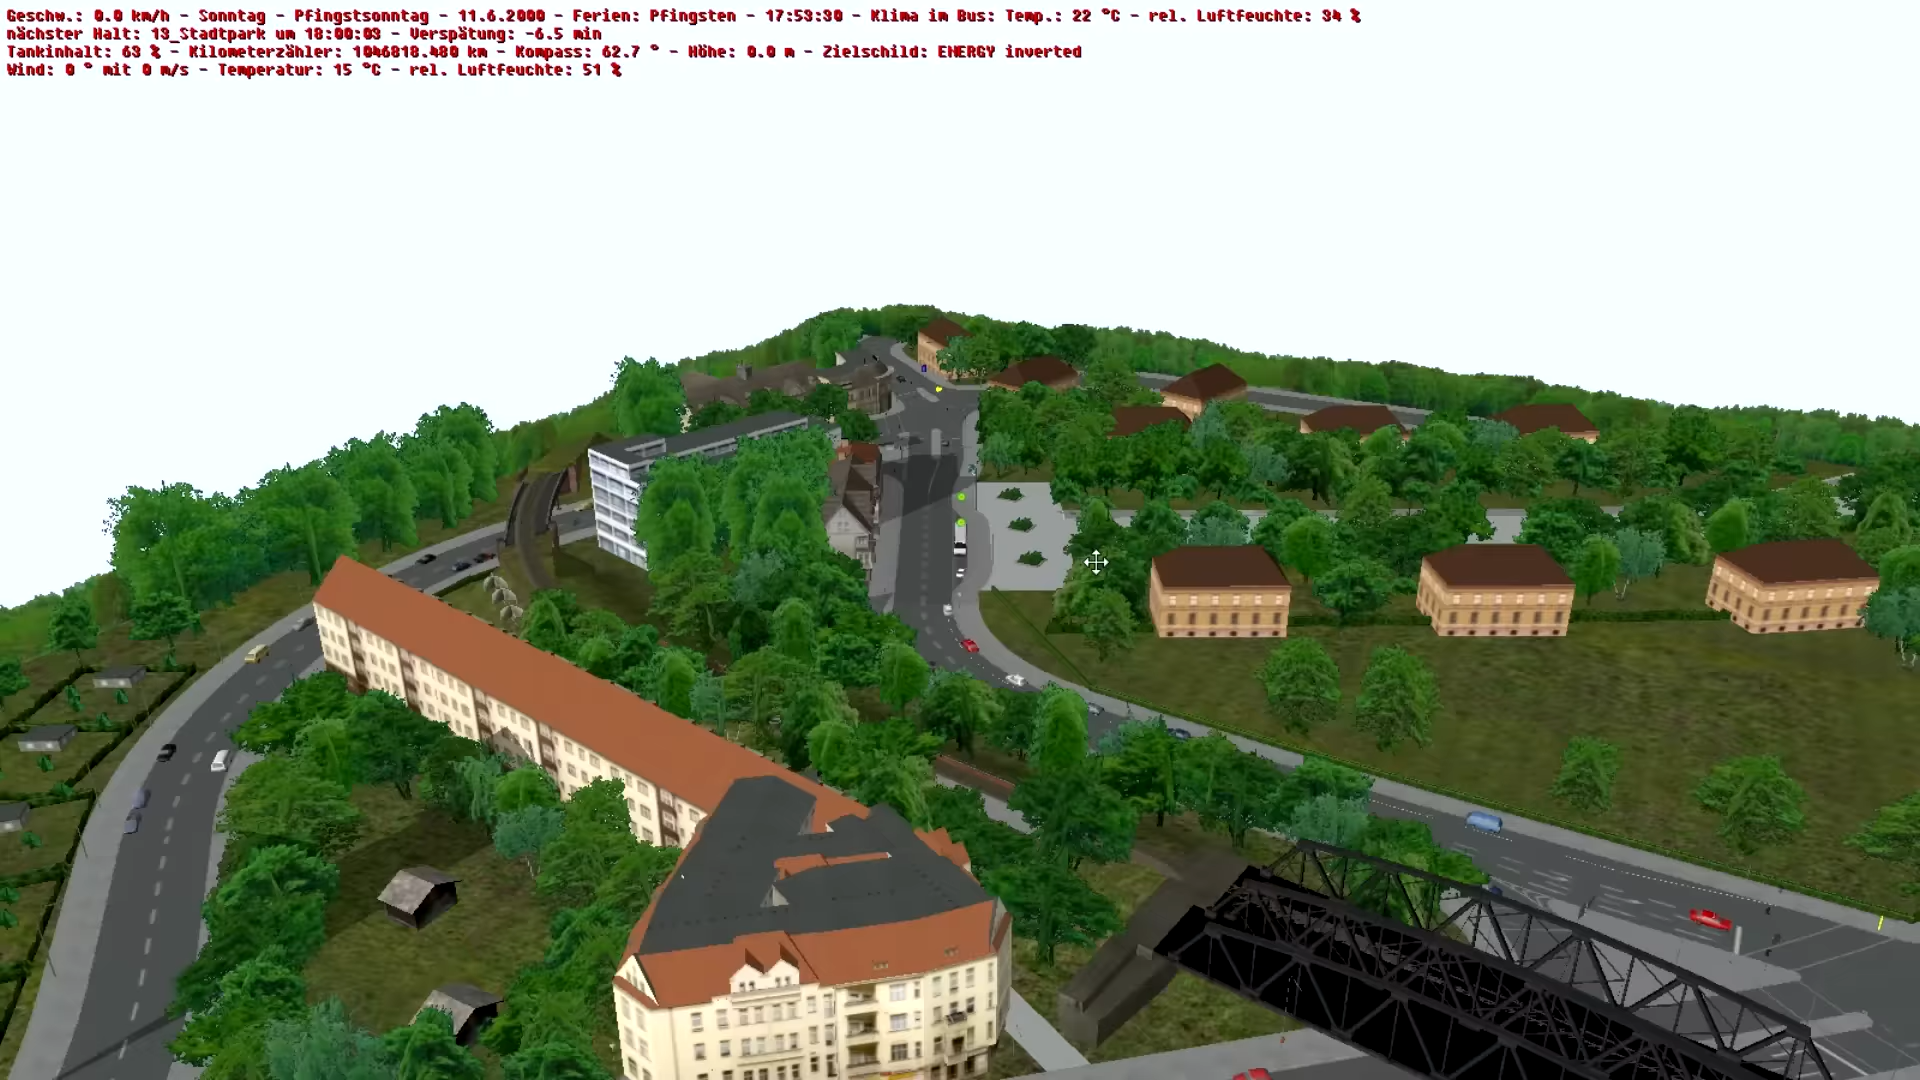 Geschw.: 0.0 km/h - Sonntag - Pfingstsonntag - 11.6.2000 - Ferien: Pfingsten - 17:53:30 - Klima im Bus: Temp.: 22 °C - rel. Luftfeuchte: 34 %
nächster Halt: 13_Stadtpark um 18:00:03 - Verspätung: -6.5 min
Tankinhalt: 63 % - Kilometerzähler: 1046818.480 km - Kompass: 62.7 ° - Höhe: 0.0 m - Zielschild: ENERGY inverted
Wind: 0 ° mit 0 m/s - Temperatur: 15 °C - rel. Luftfeuchte: 51 %